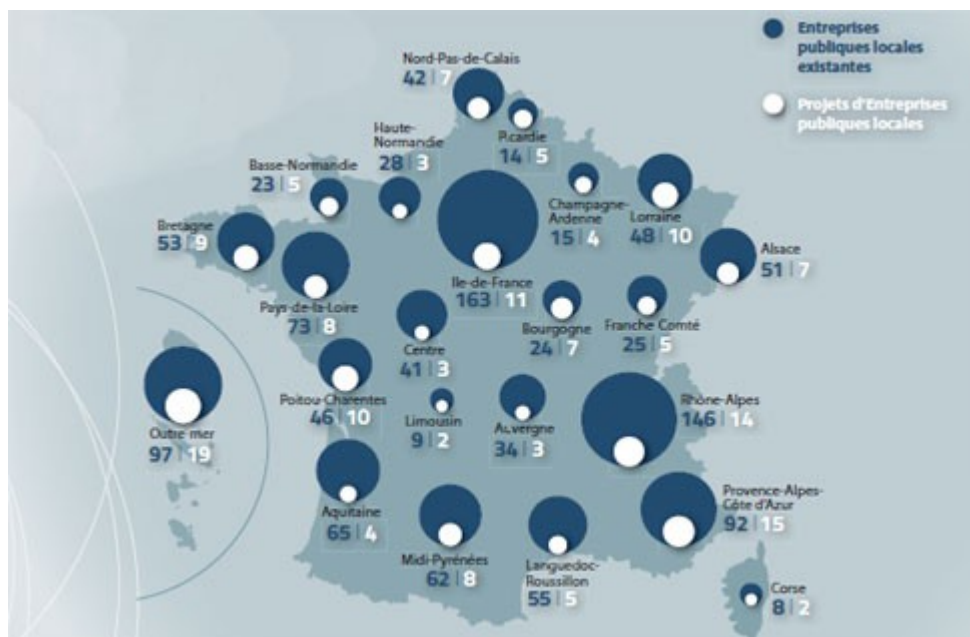 Entreprises
publiques locales
existantes
Projets d'Entreprises
publiques locales
Nord-Pas-de-Calais
42 | 7
Picardie
14 | 5
Haute-
Normandie
28 | 3
Basse-Normandie
23 | 5
Champagne-
Ardenne
15 | 4
Lorraine
48 | 10
Bretagne
53 | 9
Alsace
51 | 7
Ile-de-France
163 | 11
Pays-de-la-Loire
73 | 8
Bourgogne
24 | 7
Franche Comté
25 | 5
Centre
41 | 3
Poitou-Charentes
46 | 10
Limousin
9 | 2
Auvergne
34 | 3
Rhône-Alpes
146 | 14
Outre-mer
97 | 19
Aquitaine
65 | 4
Provence-Alpes-
Côte d'Azur
92 | 15
Midi-Pyrénées
62 | 8
Languedoc-
Roussillon
55 | 5
Corse
8 | 2